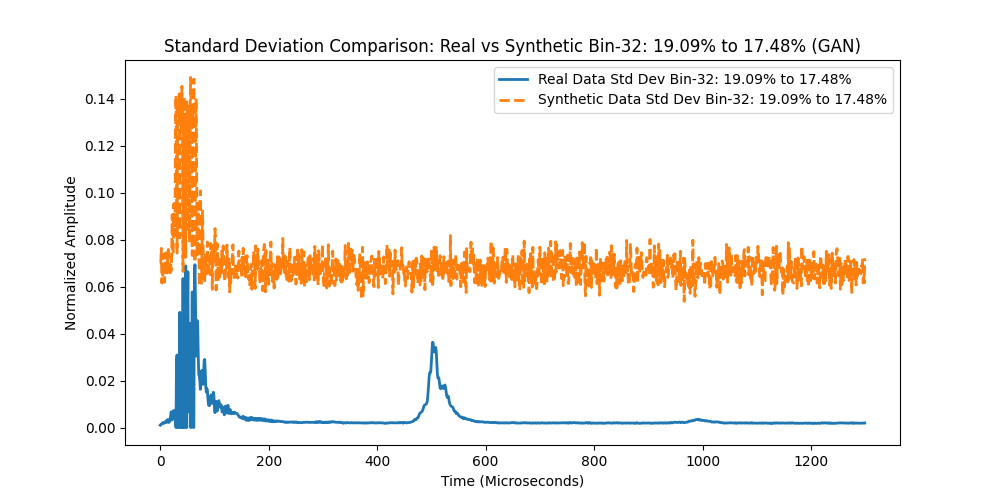 Standard Deviation Comparison: Real vs Synthetic Bin-32: 19.09% to 17.48% (GAN)
Real Data Std Dev Bin-32: 19.09% to 17.48%
Synthetic Data Std Dev Bin-32: 19.09% to 17.48%
Normalized Amplitude
0.14
0.12
0.10
0.08
0.06
0.04
0.02
0.00
0 200 400 600 800 1000 1200
Time (Microseconds)